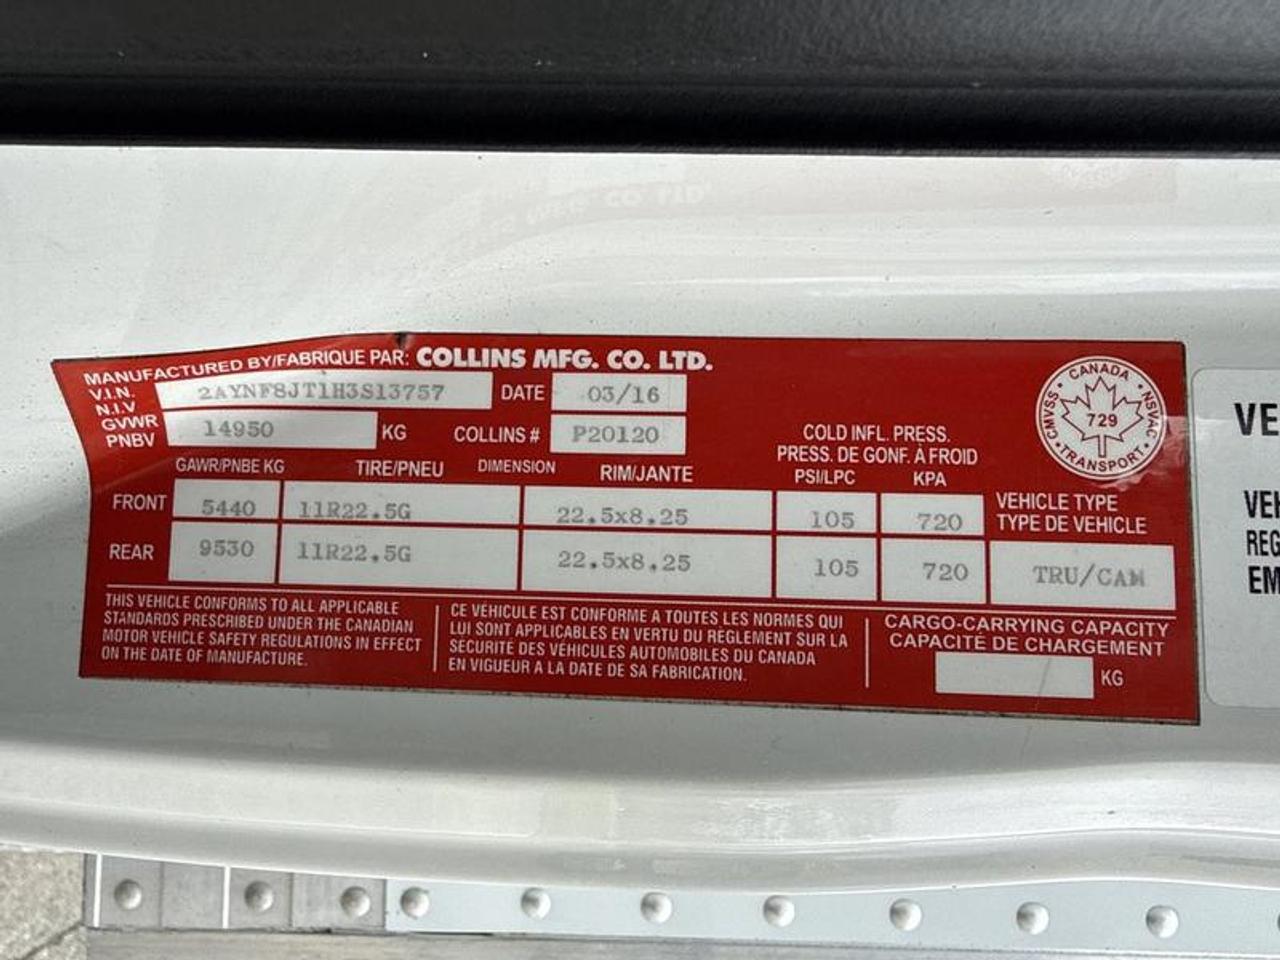 MANUFACTURED BY/FABRIQUE PAR: COLLINS MFG. CO. LTD.
V.I.N. N.I.V 2AYNF8JT1H3S13757 DATE 03/16
GVWR PNBV 14950 KG COLLINS # P20120
CANADA
CMVSS 729 NSVAC
TRANSPORT
COLD INFL. PRESS.
PRESS. DE GONF. À FROID
GAWR/PNBE KG TIRE/PNEU DIMENSION RIM/JANTE PSI/LPC KPA
FRONT 5440 11R22.5G 22.5x8.25 105 720 VEHICLE TYPE
TYPE DE VEHICLE
REAR 9530 11R22.5G 22.5x8.25 105 720 TRU/CAM
THIS VEHICLE CONFORMS TO ALL APPLICABLE
STANDARDS PRESCRIBED UNDER THE CANADIAN
MOTOR VEHICLE SAFETY REGULATIONS IN EFFECT
ON THE DATE OF MANUFACTURE.
CE VÉHICULE EST CONFORME A TOUTES LES NORMES QUI
LUI SONT APPLICABLES EN VERTU DU REGLEMENT SUR LA
SÉCURITÉ DES VÉHICULES AUTOMOBILES DU CANADA
EN VIGUEUR A LA DATE DE SA FABRICATION.
CARGO-CARRYING CAPACITY
CAPACITÉ DE CHARGEMENT
KG